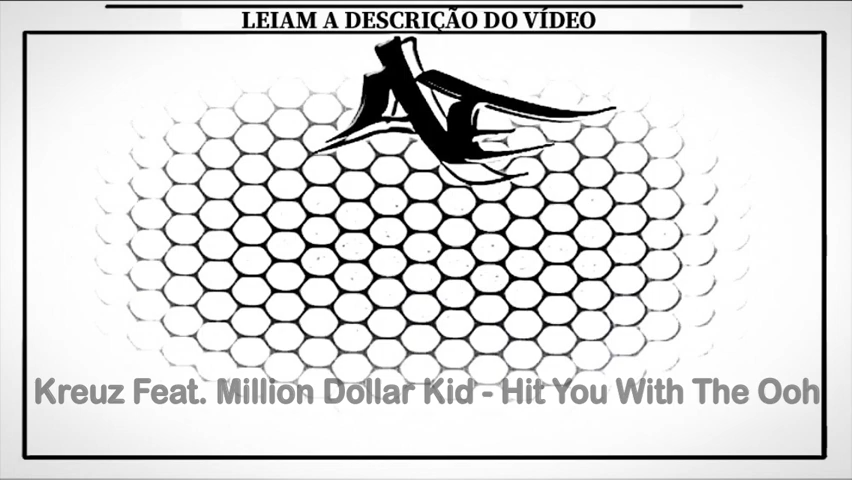 LEIAM A DESCRIÇÃO DO VÍDEO
Kreuz Feat. Million Dollar Kid - Hit You With The Ooh